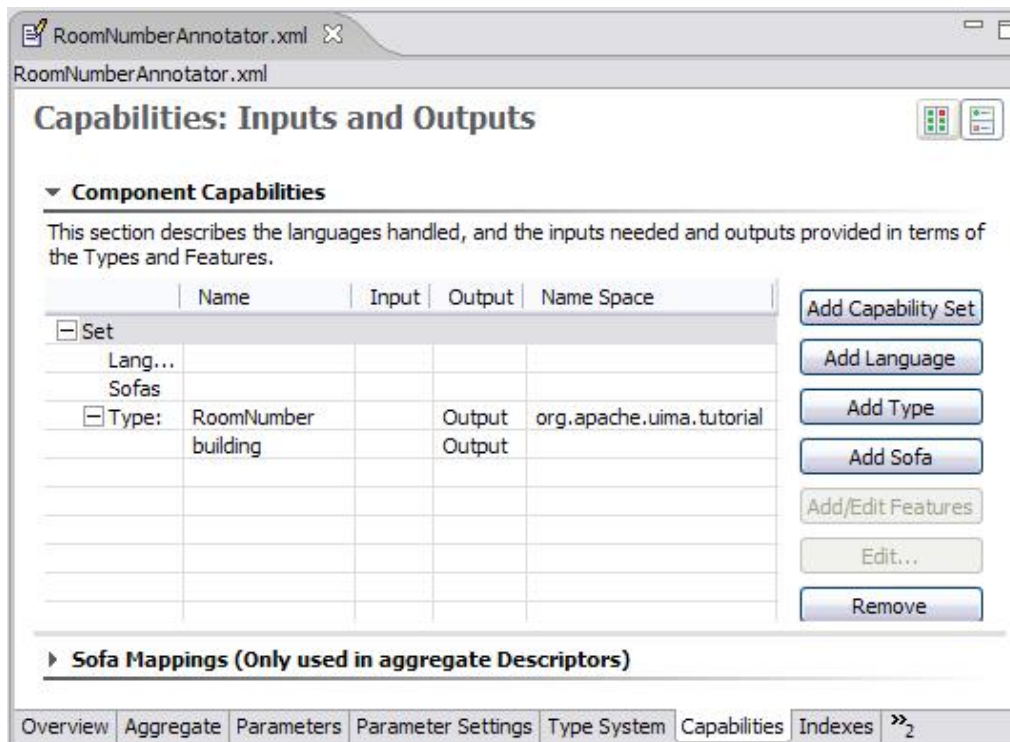 RoomNumberAnnotator.xml
RoomNumberAnnotator.xml
Capabilities: Inputs and Outputs
Component Capabilities
This section describes the languages handled, and the inputs needed and outputs provided in terms of
the Types and Features.
Name Input Output Name Space
Set
Lang...
Sofas
Type: RoomNumber Output org.apache.uima.tutorial
building Output
Add Capability Set
Add Language
Add Type
Add Sofa
Add/Edit Features
Edit...
Remove
Sofa Mappings (Only used in aggregate Descriptors)
Overview Aggregate Parameters Parameter Settings Type System Capabilities Indexes »2